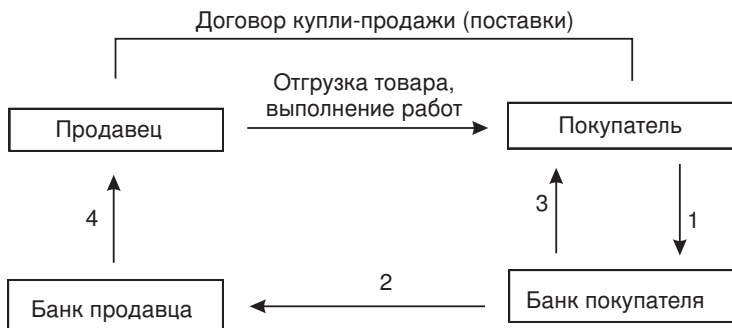 Договор купли-продажи (поставки)
Отгрузка товара,
выполнение работ
Продавец
Покупатель
4
3
1
2
Банк продавца
Банк покупателя